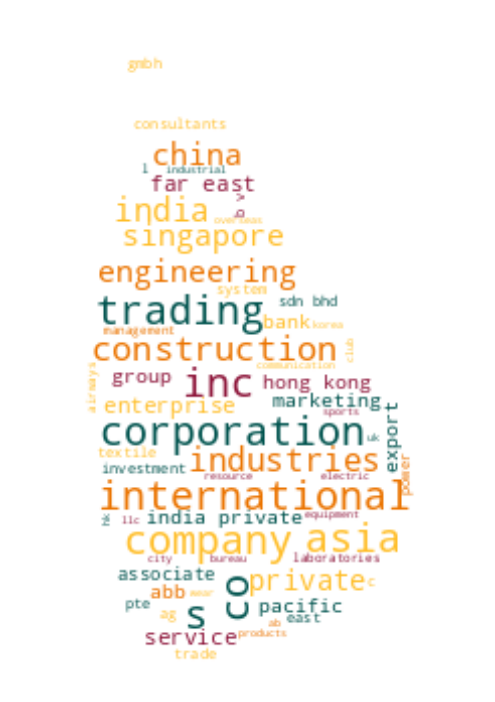 gmbh
consultants
china
l industrial
far east
b v
india
overseas
singapore
engineering
system
trading
sdn bhd
bank
korea
management
construction
club
communication
airways
group
inc
hong kong
marketing
enterprise
sports
export
corporation
uk
textile
industries
investment
resource
electric
power
international
hk
llc
india private
equipment
company
asia
city
bureau
laboratories
associate
private
c
abb
wear
co
pte
s
pacific
ag
east
ab
service
products
trade